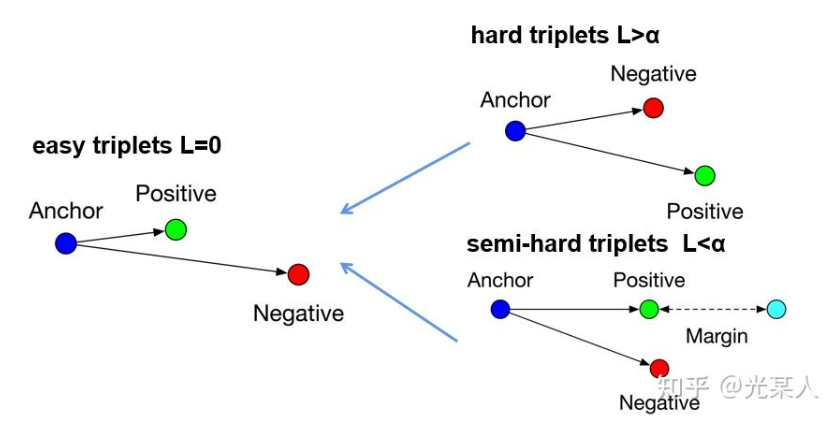 easy triplets L=0
Anchor
Positive
Negative
hard triplets L>α
Anchor
Negative
Positive
semi-hard triplets L<α
Anchor
Positive
Margin
Negative
知乎 @光某人